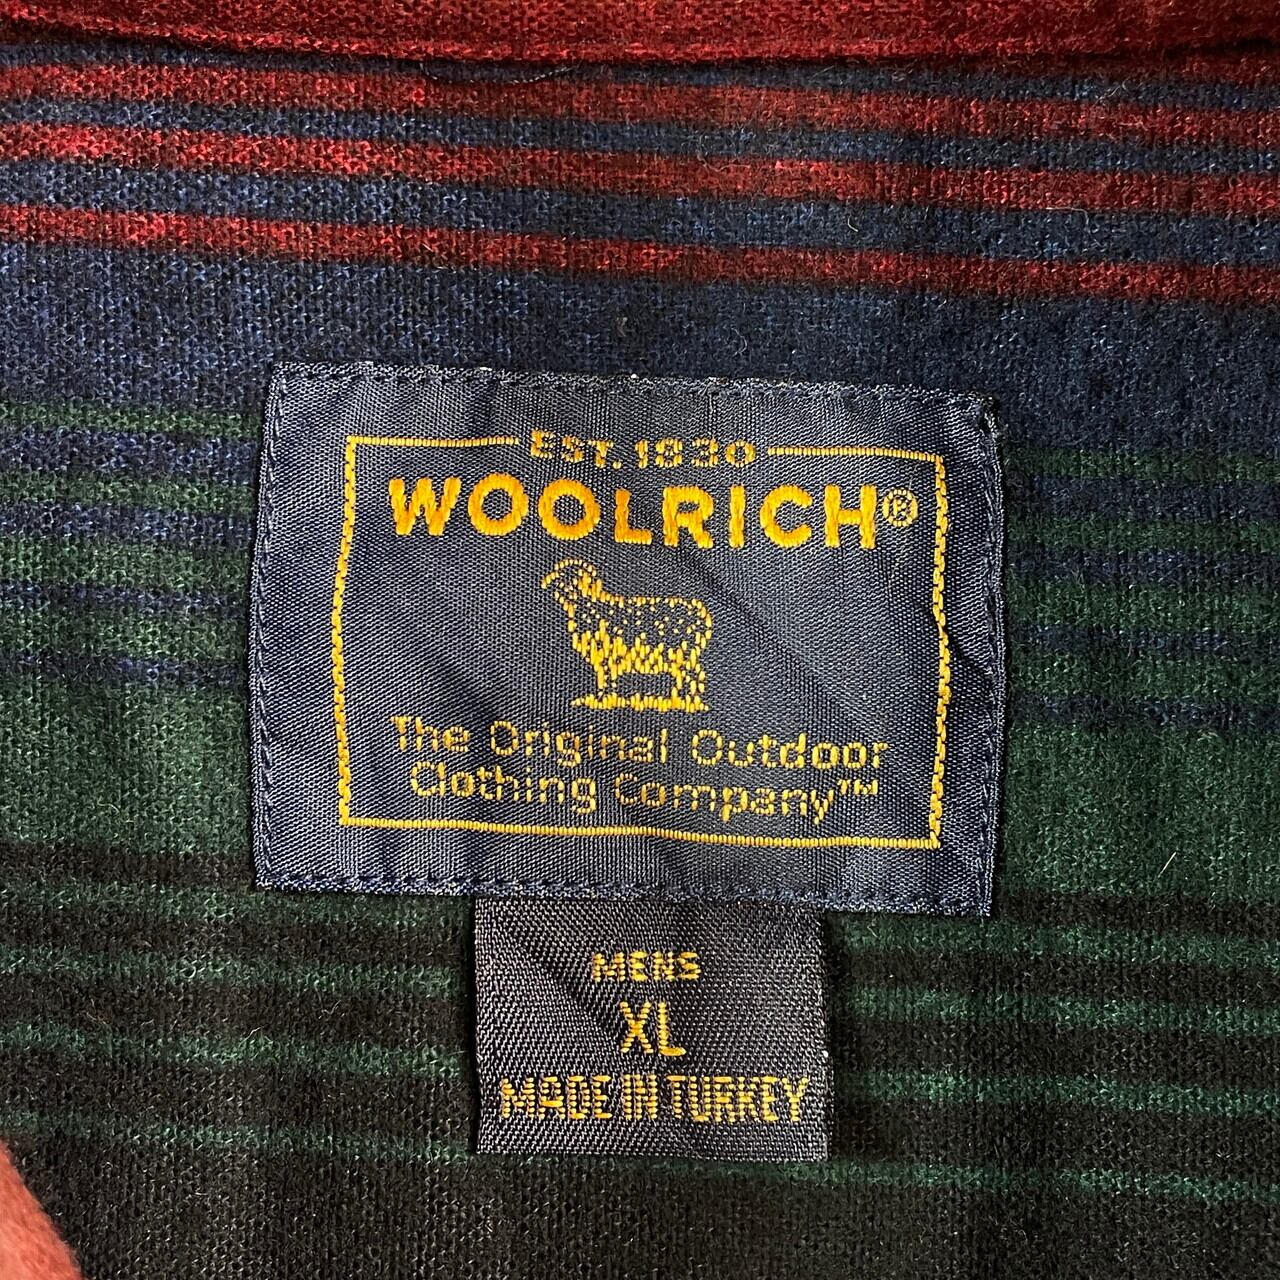 EST. 1830
WOOLRICH®
The Original Outdoor
Clothing Company™
MENS
XL
MADE IN TURKEY